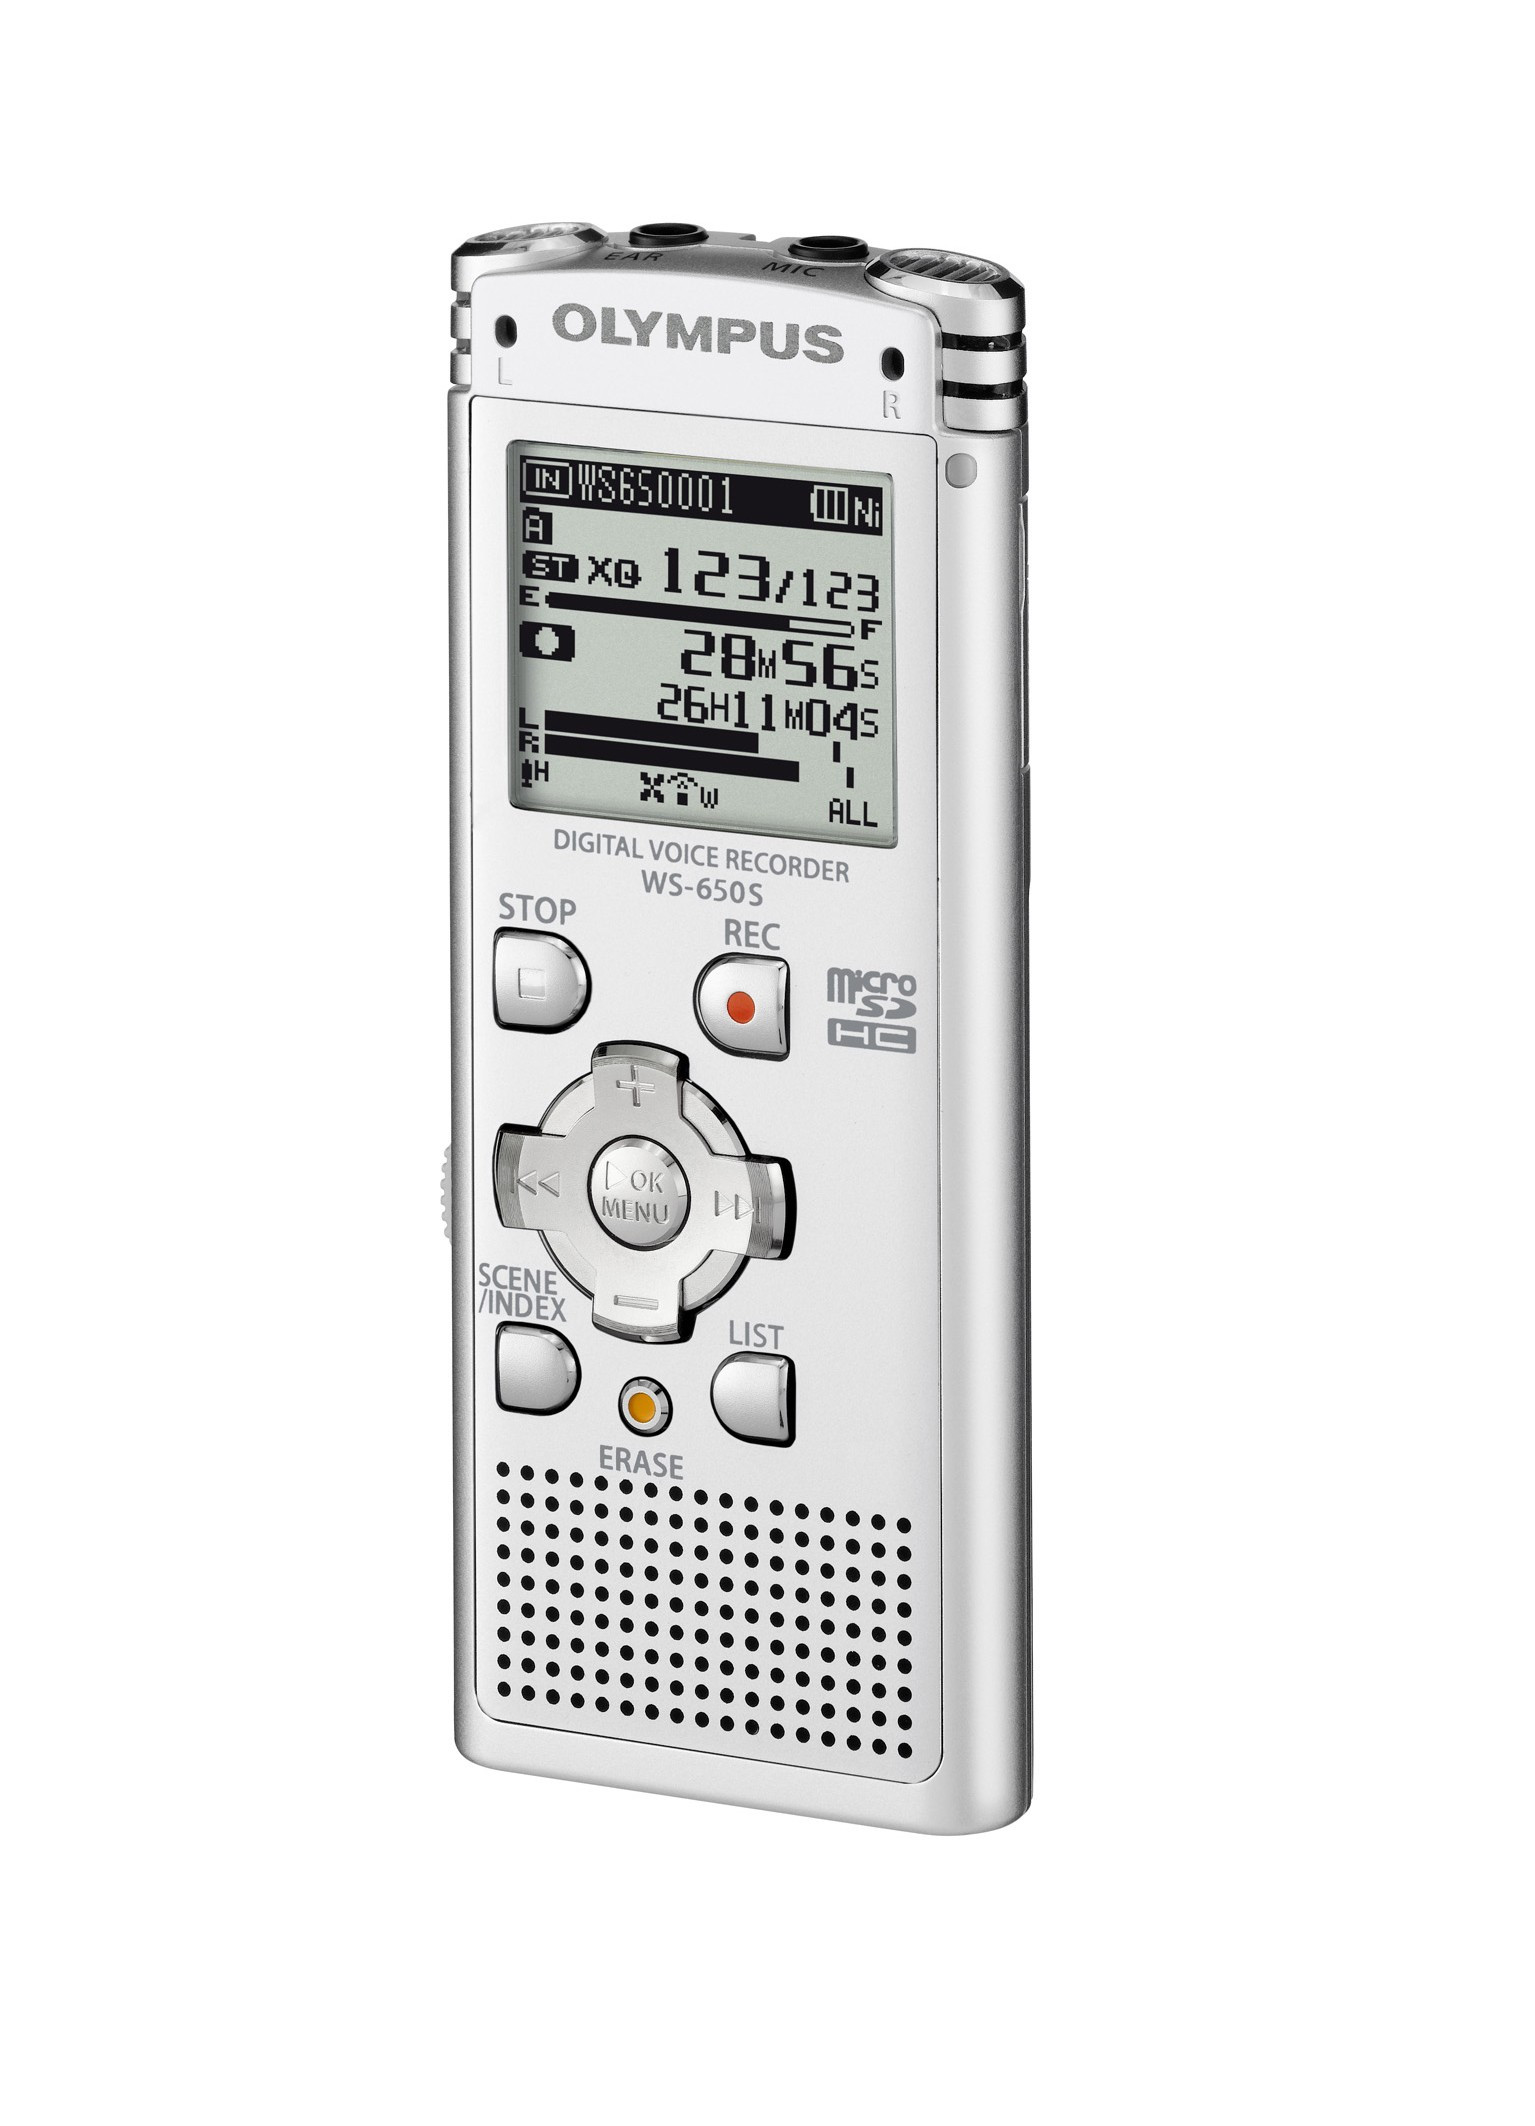 EAR MIC
OLYMPUS
L R
IN WS650001 Ni
A
ST XQ 123/123
E F
28M56S
26H11M04S
L
R
H W ALL
DIGITAL VOICE RECORDER
WS-650S
STOP REC
micro
SD
HC
+
OK
MENU
SCENE
/INDEX
LIST
ERASE